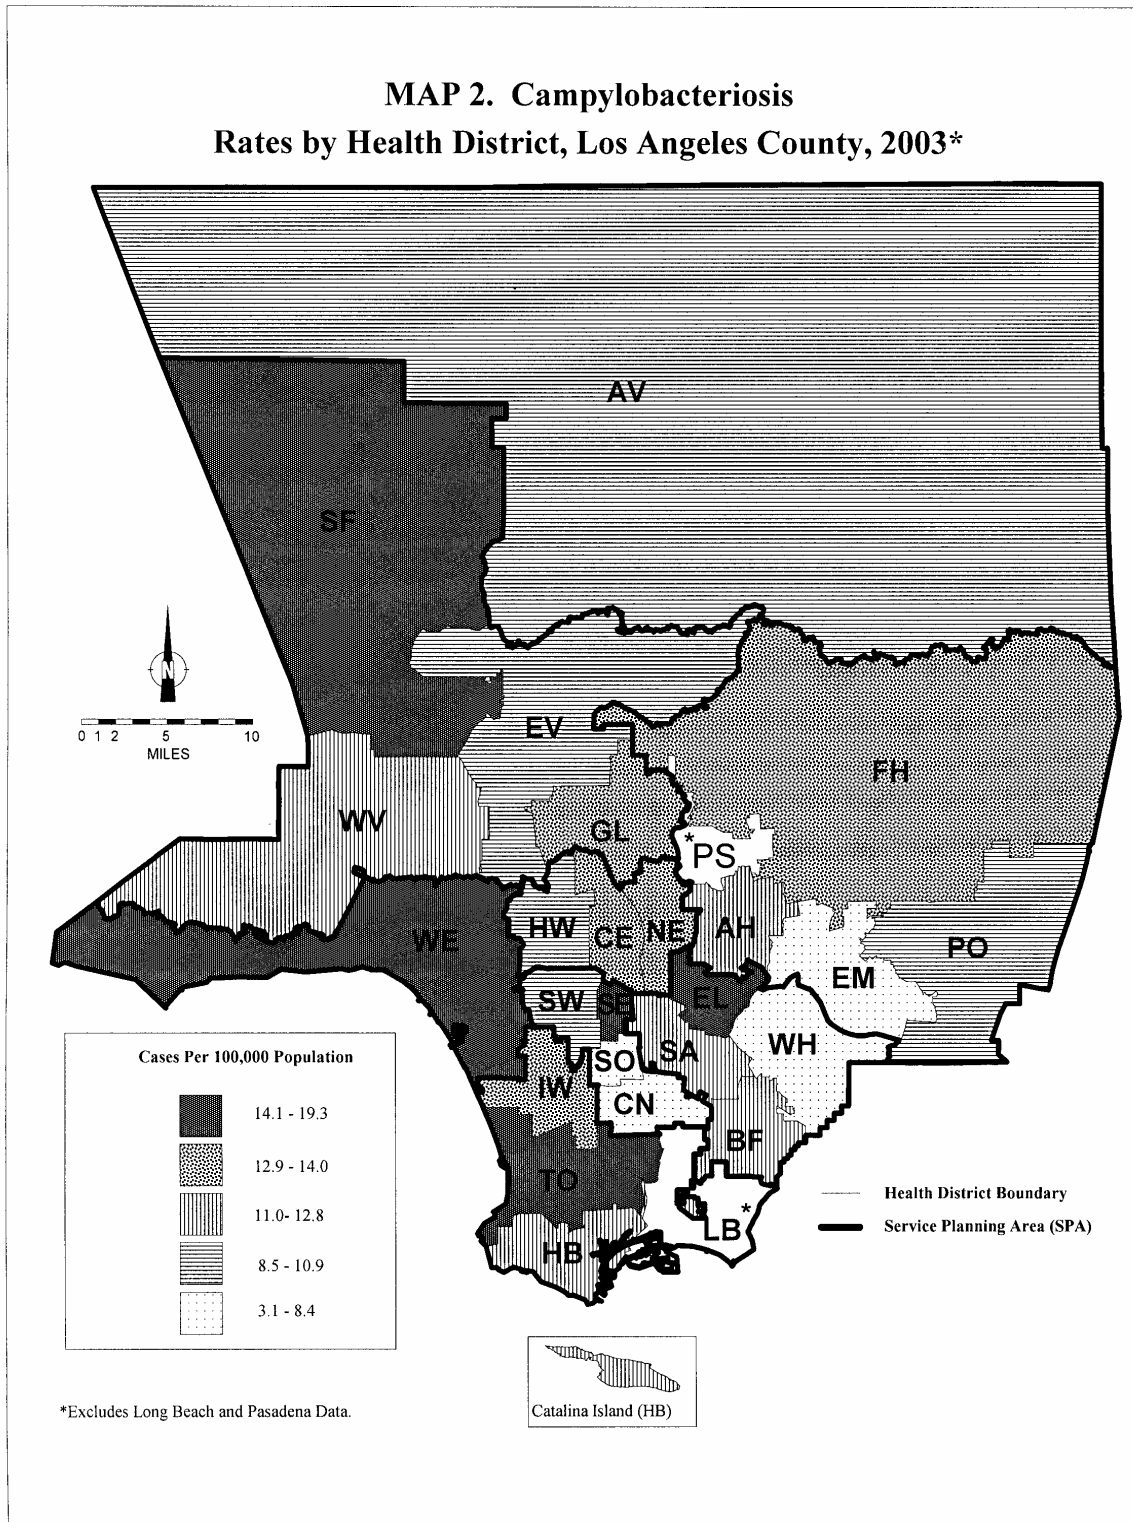 MAP 2. Campylobacteriosis
Rates by Health District, Los Angeles County, 2003*
AV
SF
N
0 1 2 5 10
MILES
EV
FH
WV
GL
*
PS
HW
CE
NE
AH
WE
PO
EM
EL
SW
SE
SA
WH
SO
IW
CN
BF
TO
*
LB
HB
Cases Per 100,000 Population
14.1 - 19.3
12.9 - 14.0
11.0- 12.8
8.5 - 10.9
3.1 - 8.4
Health District Boundary
Service Planning Area (SPA)
Catalina Island (HB)
*Excludes Long Beach and Pasadena Data.